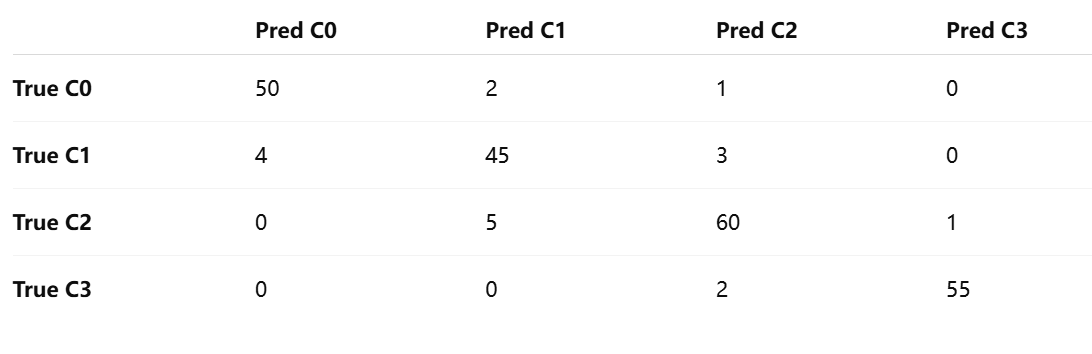 Pred C0 Pred C1 Pred C2 Pred C3
True C0 50 2 1 0
True C1 4 45 3 0
True C2 0 5 60 1
True C3 0 0 2 55